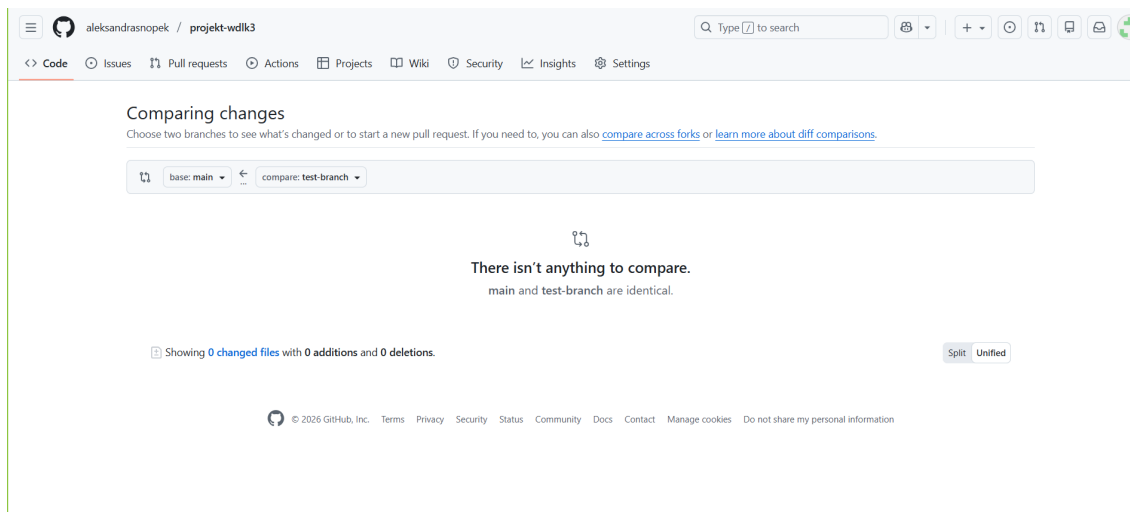 aleksandrasnopek / projekt-wdlk3
Type / to search
Code Issues Pull requests Actions Projects Wiki Security Insights Settings
Comparing changes
Choose two branches to see what's changed or to start a new pull request. If you need to, you can also compare across forks or learn more about diff comparisons.
base: main ← ... compare: test-branch
There isn't anything to compare.
main and test-branch are identical.
Showing 0 changed files with 0 additions and 0 deletions.
Split Unified
© 2026 GitHub, Inc. Terms Privacy Security Status Community Docs Contact Manage cookies Do not share my personal information